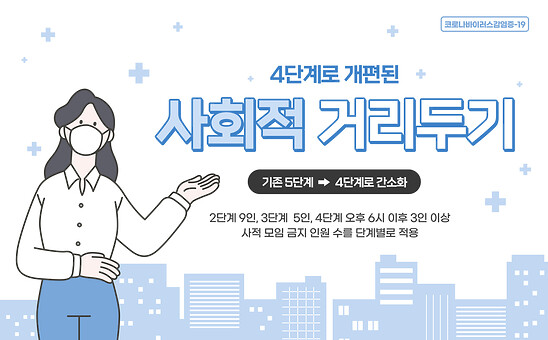 코로나바이러스감염증-19
4단계로 개편된
사회적 거리두기
기존 5단계 ➡ 4단계로 간소화
2단계 9인, 3단계 5인, 4단계 오후 6시 이후 3인 이상
사적 모임 금지 인원 수를 단계별로 적용